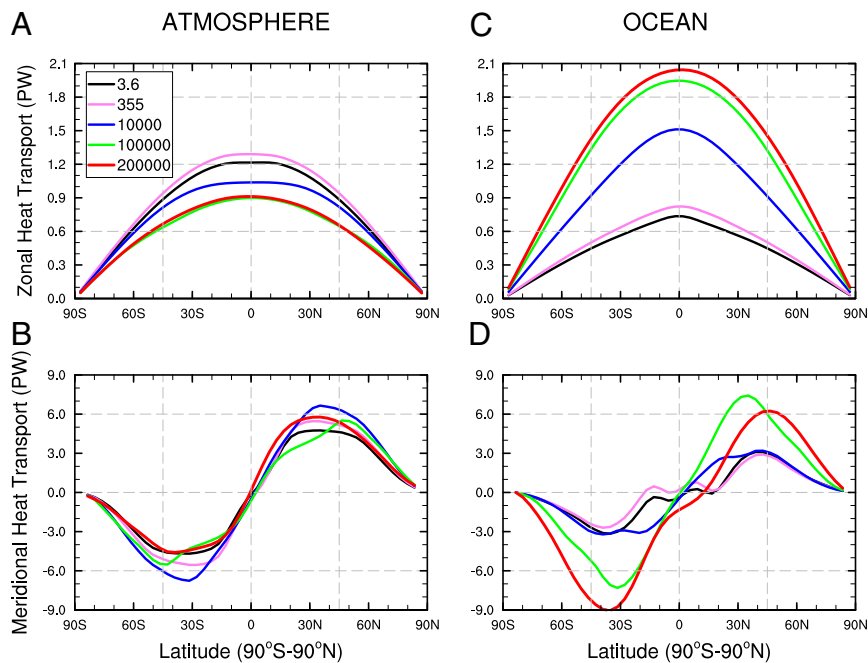 A ATMOSPHERE
Zonal Heat Transport (PW)
2.1
1.8
1.5
1.2
0.9
0.6
0.3
0.0
3.6
355
10000
100000
200000
90S 60S 30S 0 30N 60N 90N
C OCEAN
2.1
1.8
1.5
1.2
0.9
0.6
0.3
0.0
90S 60S 30S 0 30N 60N 90N
B
Meridional Heat Transport (PW)
9.0
6.0
3.0
0.0
-3.0
-6.0
-9.0
90S 60S 30S 0 30N 60N 90N
Latitude (90°S-90°N)
D
9.0
6.0
3.0
0.0
-3.0
-6.0
-9.0
90S 60S 30S 0 30N 60N 90N
Latitude (90°S-90°N)